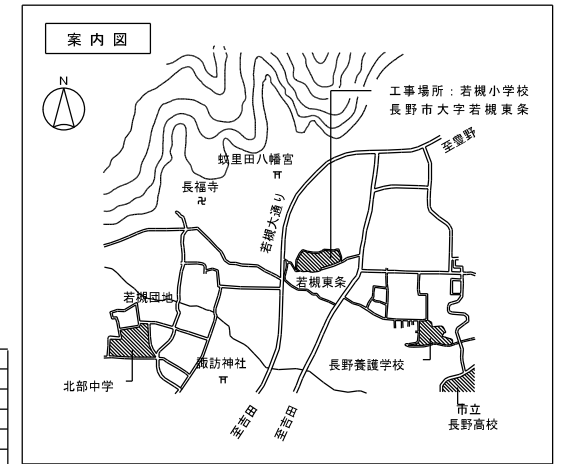 案内図
N
工事場所：若槻小学校
長野市大字若槻東条
至豊野
蚊里田八幡宮
長福寺
若槻大通り
若槻東条
若槻団地
諏訪神社
長野養護学校
北部中学
市立
長野高校
至吉田
至吉田